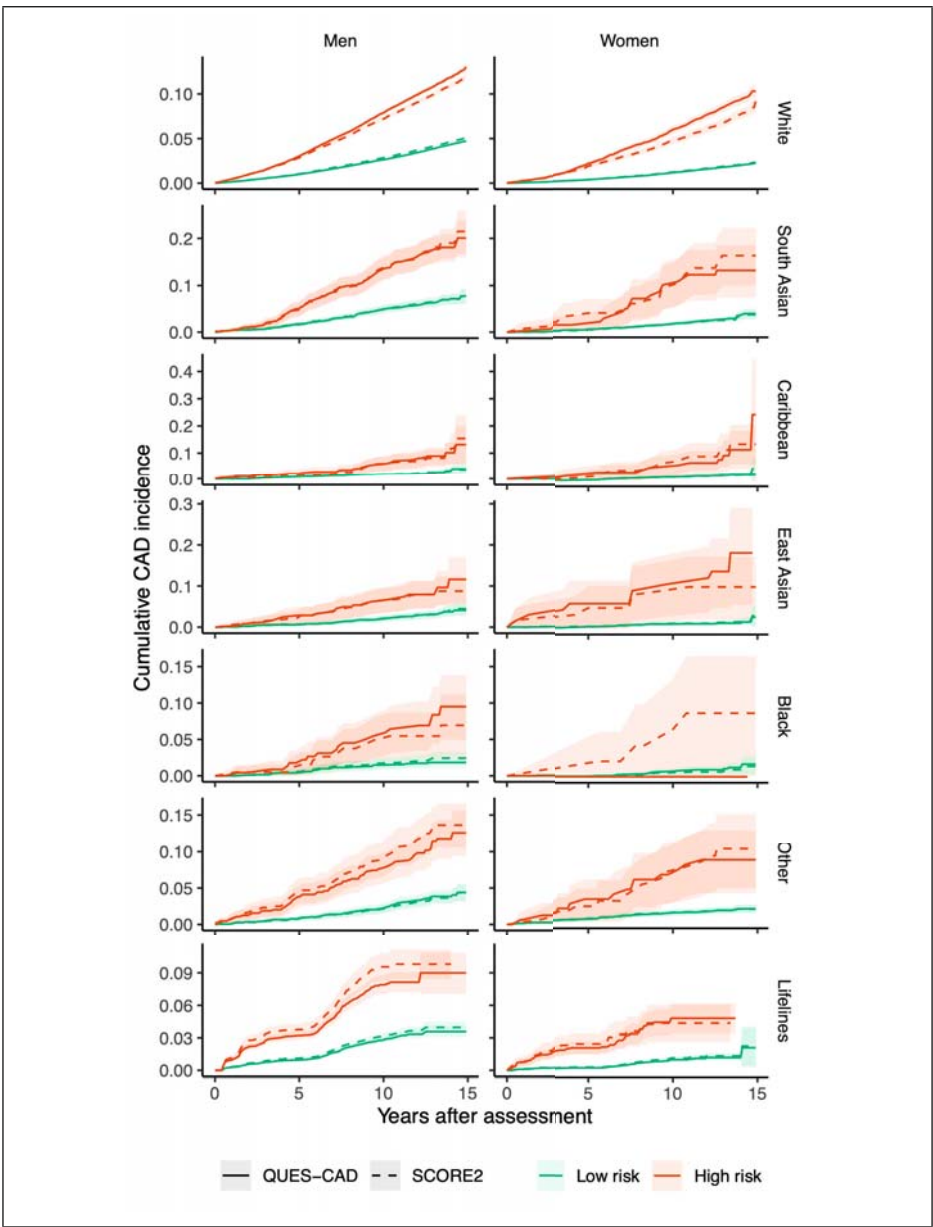 Men Women
0.10
0.05
0.00
White
0.2
0.1
0.0
South Asian
0.4
0.3
0.2
0.1
0.0
Caribbean
0.3
0.2
0.1
0.0
East Asian
0.15
0.10
0.05
0.00
Black
0.15
0.10
0.05
0.00
Other
0.09
0.06
0.03
0.00
Lifelines
Cumulative CAD incidence
0 5 10 15 0 5 10 15
Years after assessment
QUES-CAD SCORE2 Low risk High risk